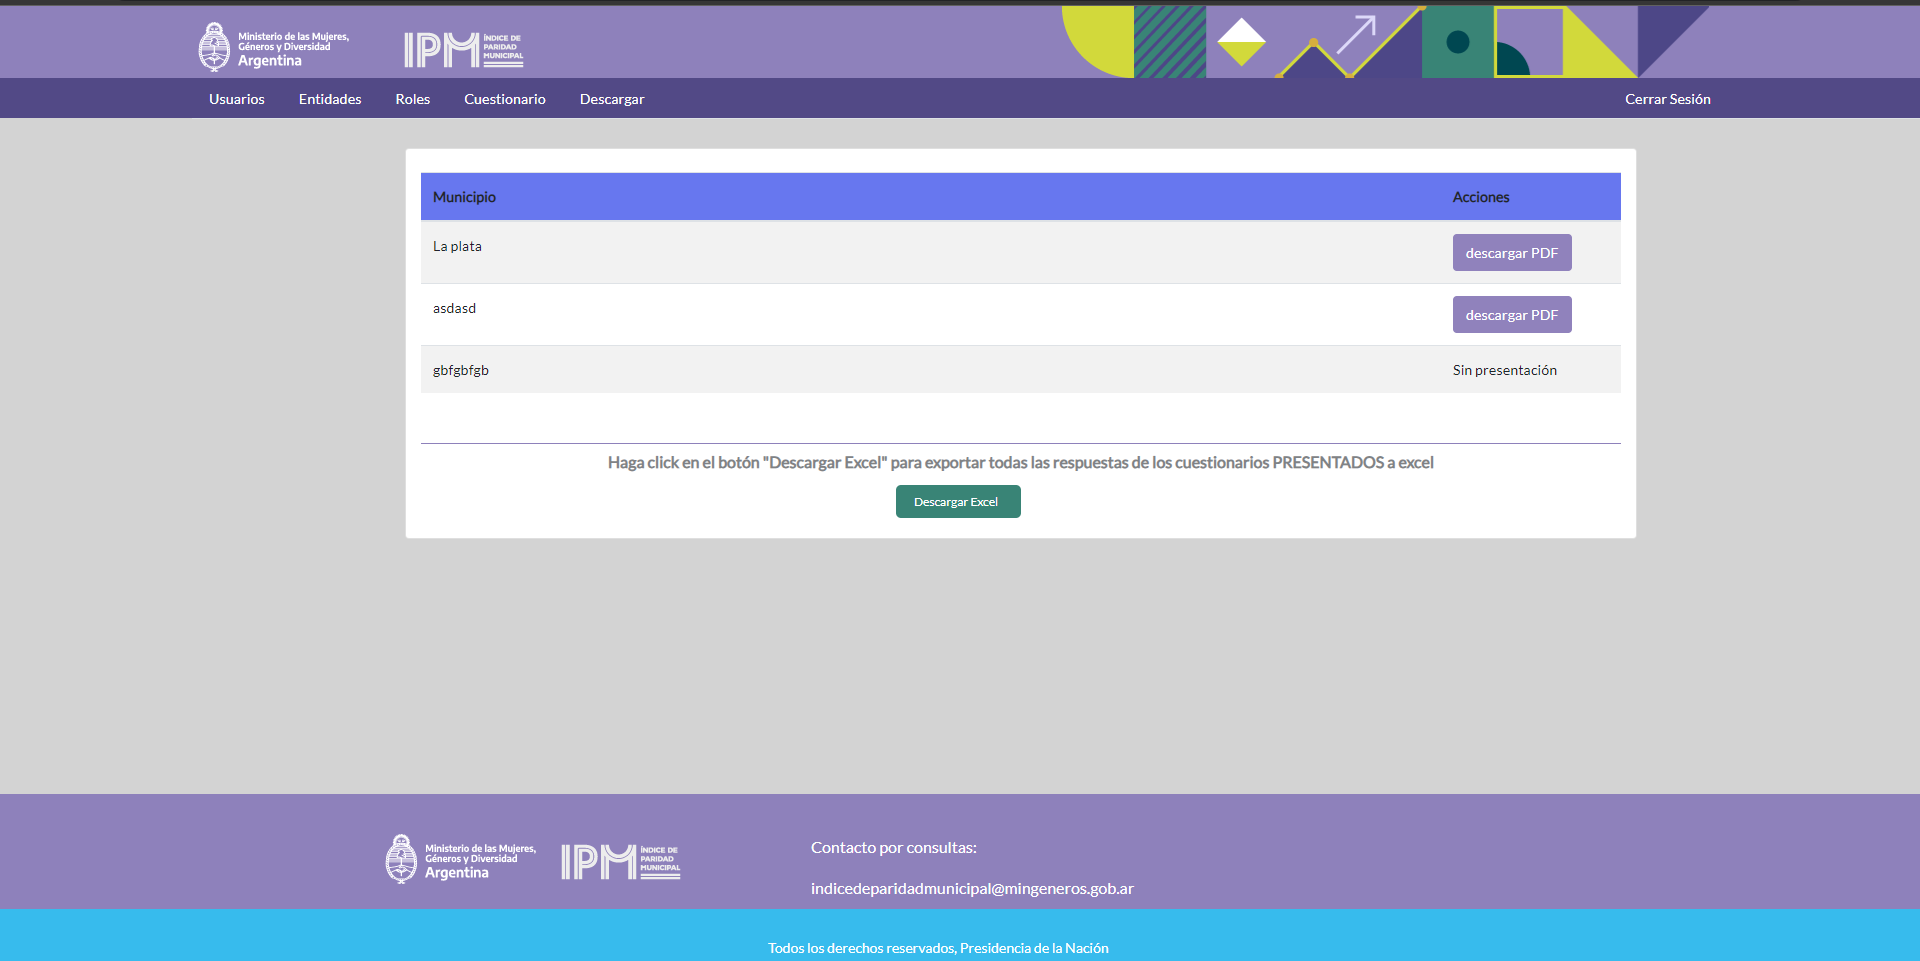 Ministerio de las Mujeres,
Géneros y Diversidad
Argentina
IPM
ÍNDICE DE
PARIDAD
MUNICIPAL
Usuarios Entidades Roles Cuestionario Descargar Cerrar Sesión
Municipio Acciones
La plata descargar PDF
asdasd descargar PDF
gbfgbfgb Sin presentación
Haga click en el botón "Descargar Excel" para exportar todas las respuestas de los cuestionarios PRESENTADOS a excel
Descargar Excel
Ministerio de las Mujeres,
Géneros y Diversidad
Argentina
IPM
ÍNDICE DE
PARIDAD
MUNICIPAL
Contacto por consultas:
indicedeparidadmunicipal@mingeneros.gob.ar
Todos los derechos reservados, Presidencia de la Nación